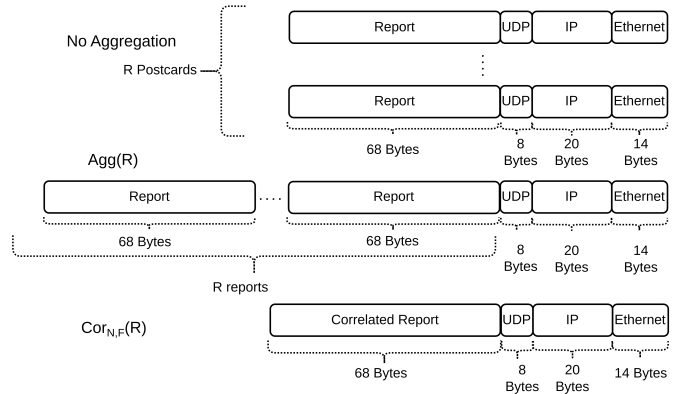 Report UDP IP Ethernet
No Aggregation
R Postcards
Report UDP IP Ethernet
68 Bytes
8 Bytes
20 Bytes
14 Bytes
Agg(R)
Report Report UDP IP Ethernet
68 Bytes
68 Bytes
8 Bytes
20 Bytes
14 Bytes
R reports
Cor_N,F(R)
Correlated Report UDP IP Ethernet
68 Bytes
8 Bytes
20 Bytes
14 Bytes